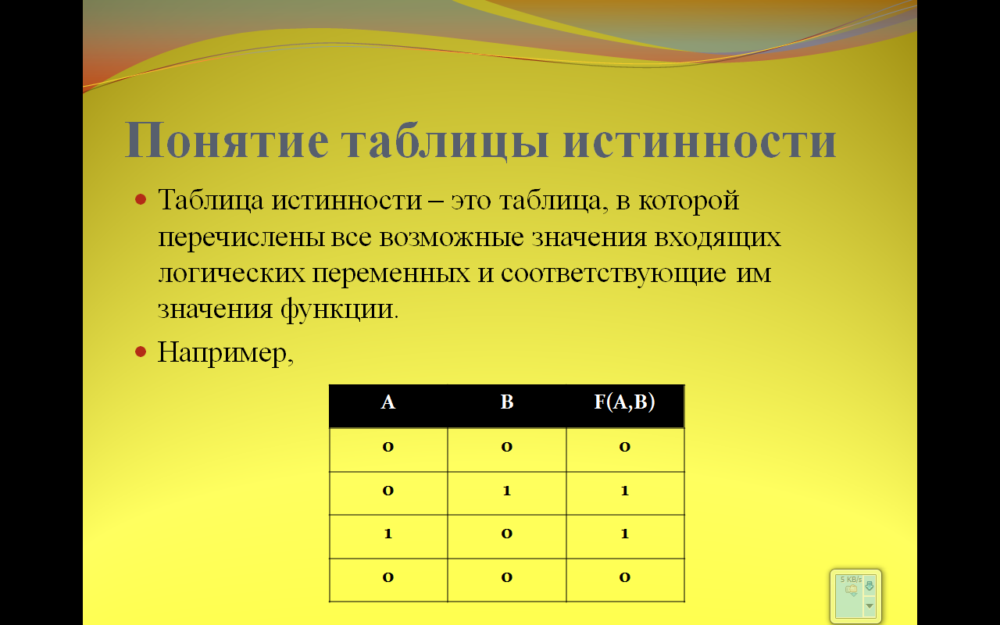 Понятие таблицы истинности
• Таблица истинности – это таблица, в которой
перечислены все возможные значения входящих
логических переменных и соответствующие им
значения функции.
• Например,
A B F(A,B)
0 0 0
0 1 1
1 0 1
0 0 0
5 KB/s